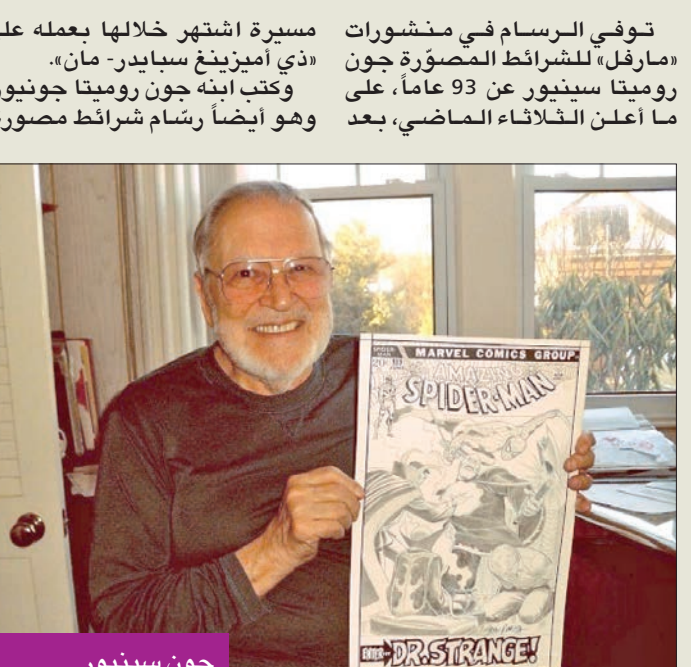 توفي الرسام في منشورات
«مارفل» للشرائط المصوّرة جون
روميتا سينيور عن 93 عاماً، على
ما أعلن الثلاثاء الماضي، بعد
مسيرة اشتهر خلالها بعمله على
«ذي أميزينغ سبايدر- مان».
وكتب ابنه جون روميتا جونيور
وهو أيضاً رسّام شرائط مصورة
MARVEL COMICS GROUP
AMAZING
SPIDER-MAN
DR. STRANGE!
جون سينيور